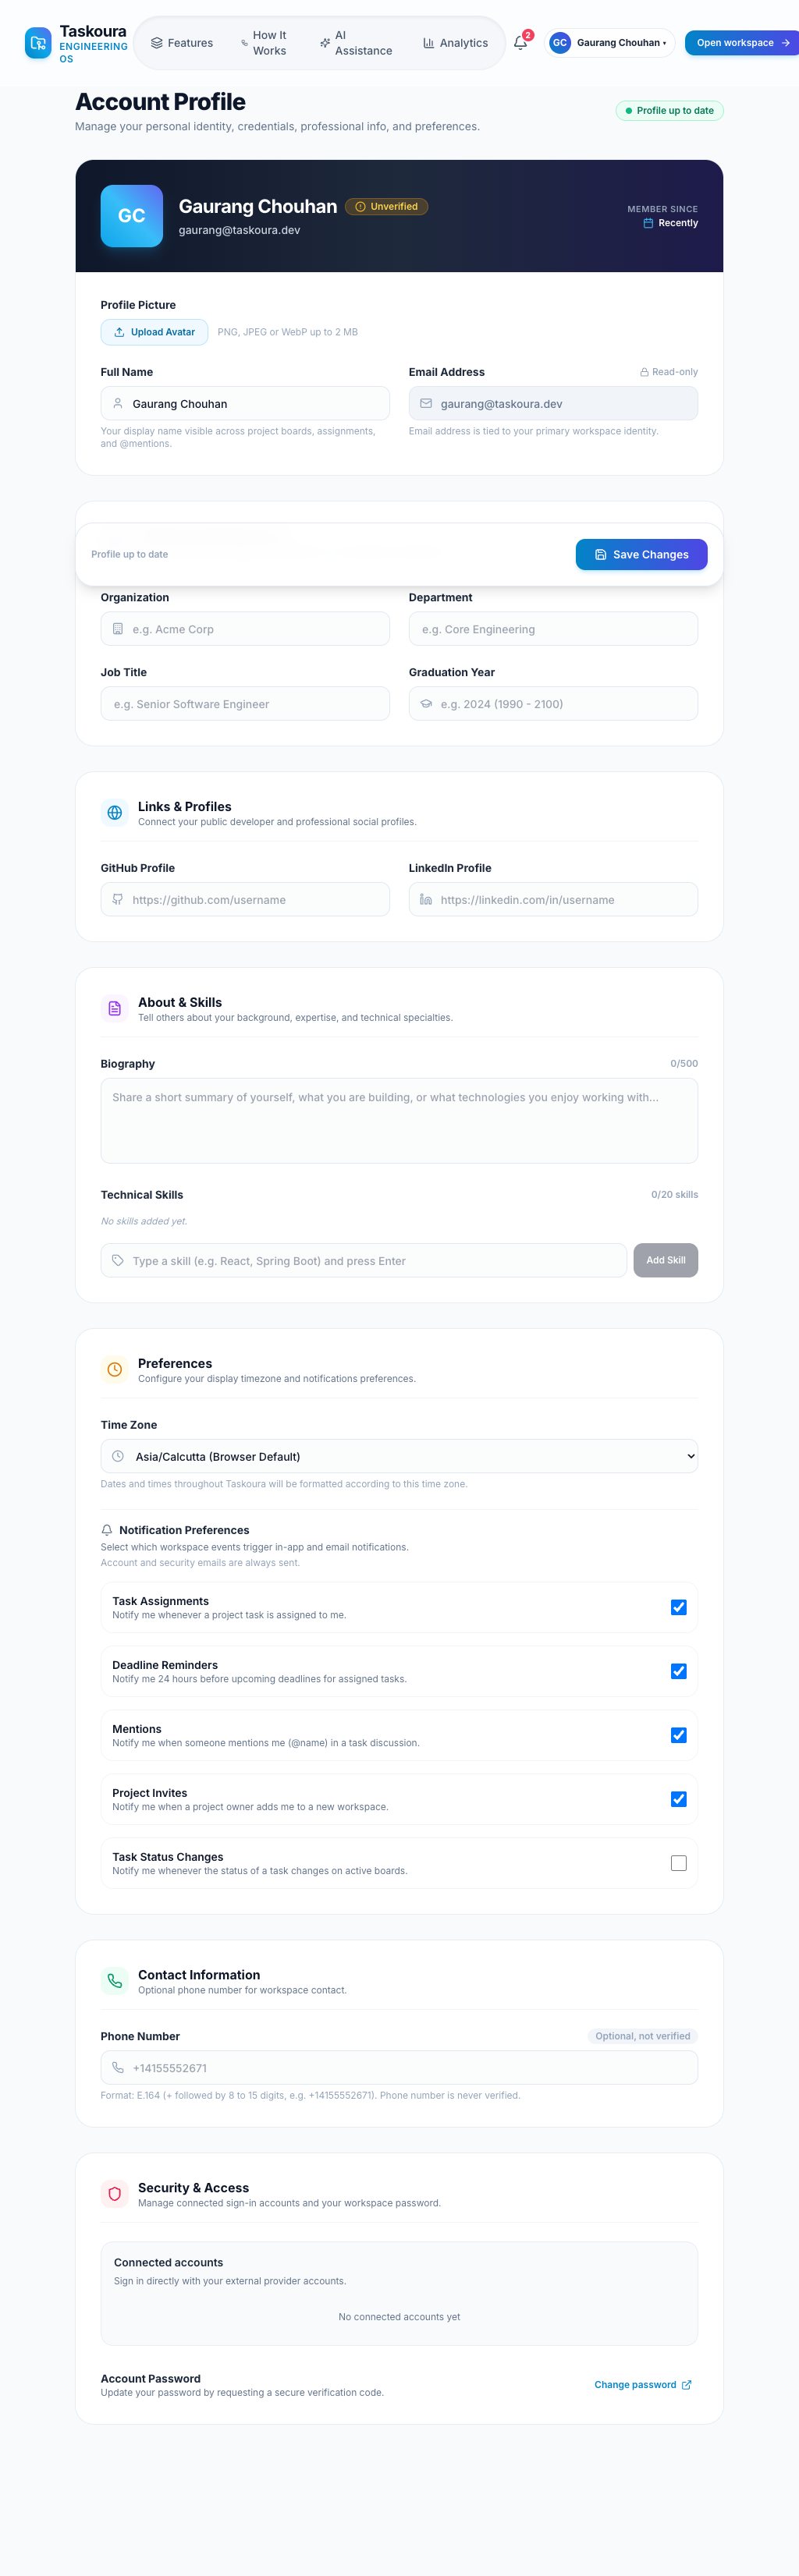 Taskoura
ENGINEERING
OS
Features
How It
Works
AI
Assistance
Analytics
2
GC
Gaurang Chouhan ▾
Open workspace
Account Profile
Manage your personal identity, credentials, professional info, and preferences.
Profile up to date
GC
Gaurang Chouhan
Unverified
gaurang@taskoura.dev
MEMBER SINCE
Recently
Profile Picture
Upload Avatar
PNG, JPEG or WebP up to 2 MB
Full Name
Gaurang Chouhan
Your display name visible across project boards, assignments,
and @mentions.
Email Address
Read-only
gaurang@taskoura.dev
Email address is tied to your primary workspace identity.
Profile up to date
Save Changes
Organization
e.g. Acme Corp
Department
e.g. Core Engineering
Job Title
e.g. Senior Software Engineer
Graduation Year
e.g. 2024 (1990 - 2100)
Links & Profiles
Connect your public developer and professional social profiles.
GitHub Profile
https://github.com/username
LinkedIn Profile
https://linkedin.com/in/username
About & Skills
Tell others about your background, expertise, and technical specialties.
Biography
0/500
Share a short summary of yourself, what you are building, or what technologies you enjoy working with...
Technical Skills
0/20 skills
No skills added yet.
Type a skill (e.g. React, Spring Boot) and press Enter
Add Skill
Preferences
Configure your display timezone and notifications preferences.
Time Zone
Asia/Calcutta (Browser Default)
Dates and times throughout Taskoura will be formatted according to this time zone.
Notification Preferences
Select which workspace events trigger in-app and email notifications.
Account and security emails are always sent.
Task Assignments
Notify me whenever a project task is assigned to me.
Deadline Reminders
Notify me 24 hours before upcoming deadlines for assigned tasks.
Mentions
Notify me when someone mentions me (@name) in a task discussion.
Project Invites
Notify me when a project owner adds me to a new workspace.
Task Status Changes
Notify me whenever the status of a task changes on active boards.
Contact Information
Optional phone number for workspace contact.
Phone Number
Optional, not verified
+14155552671
Format: E.164 (+ followed by 8 to 15 digits, e.g. +14155552671). Phone number is never verified.
Security & Access
Manage connected sign-in accounts and your workspace password.
Connected accounts
Sign in directly with your external provider accounts.
No connected accounts yet
Account Password
Update your password by requesting a secure verification code.
Change password